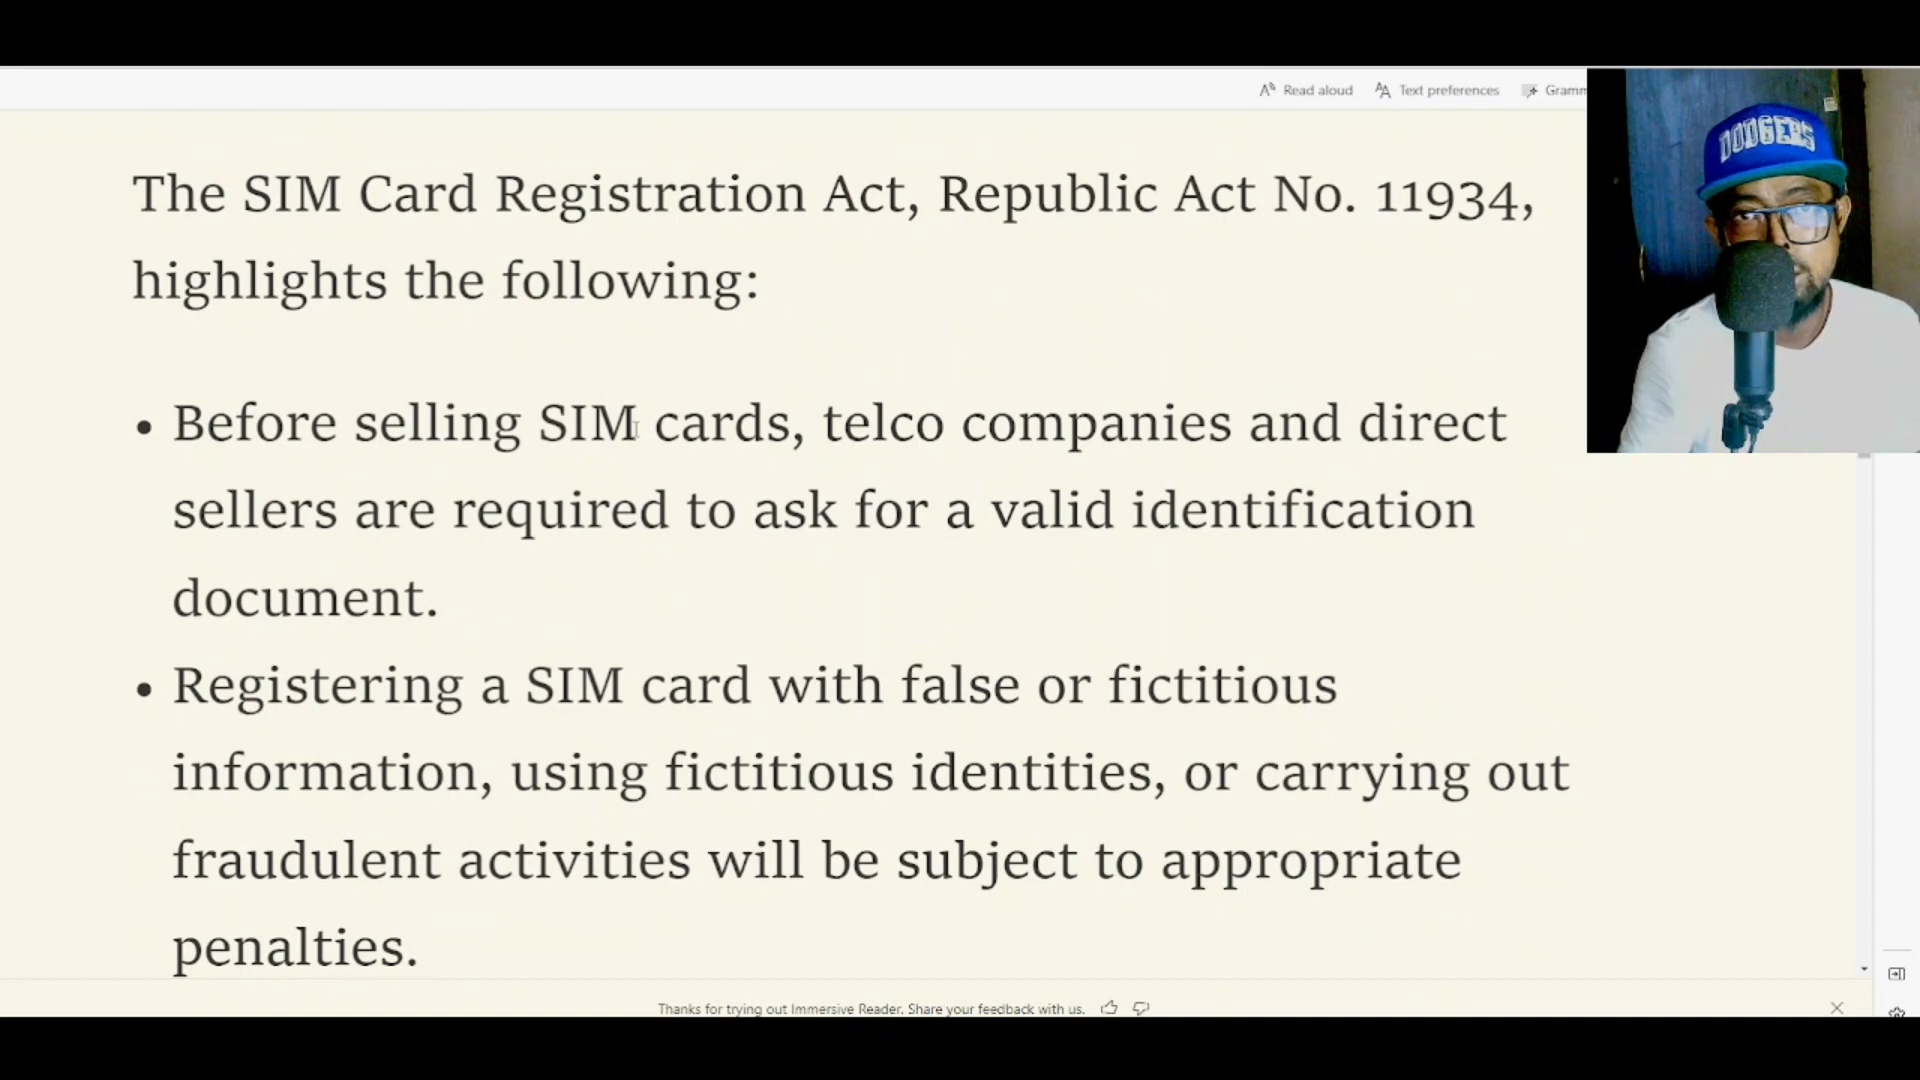 Read aloud
Text preferences
Gramm
DODGERS
The SIM Card Registration Act, Republic Act No. 11934,
highlights the following:
• Before selling SIM cards, telco companies and direct
sellers are required to ask for a valid identification
document.
• Registering a SIM card with false or fictitious
information, using fictitious identities, or carrying out
fraudulent activities will be subject to appropriate
penalties.
Thanks for trying out Immersive Reader. Share your feedback with us.